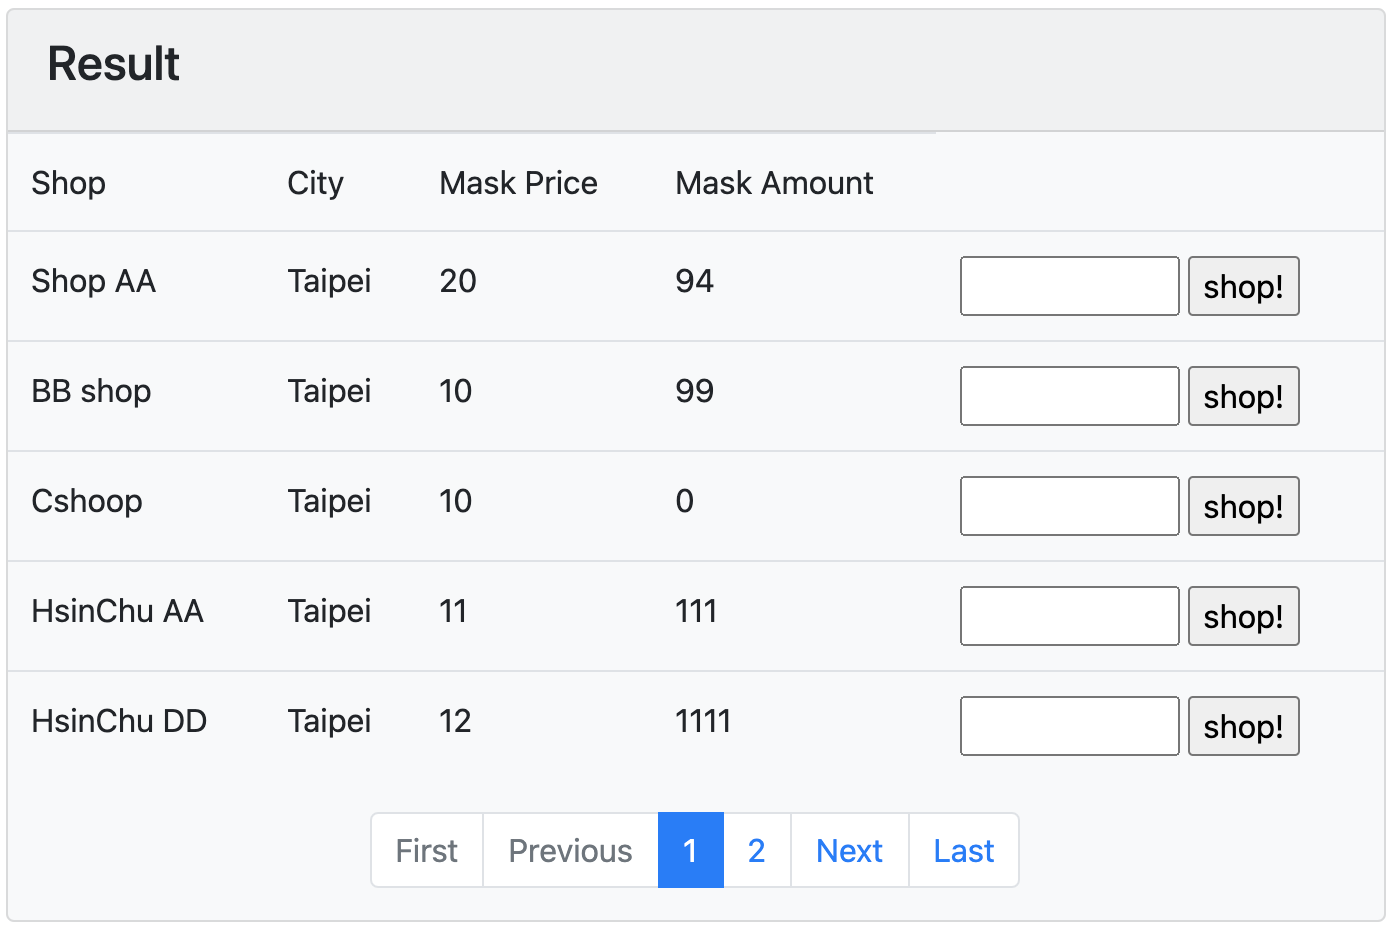 Result
Shop City Mask Price Mask Amount
Shop AA Taipei 20 94 shop!
BB shop Taipei 10 99 shop!
Cshoop Taipei 10 0 shop!
HsinChu AA Taipei 11 111 shop!
HsinChu DD Taipei 12 1111 shop!
First Previous 1 2 Next Last